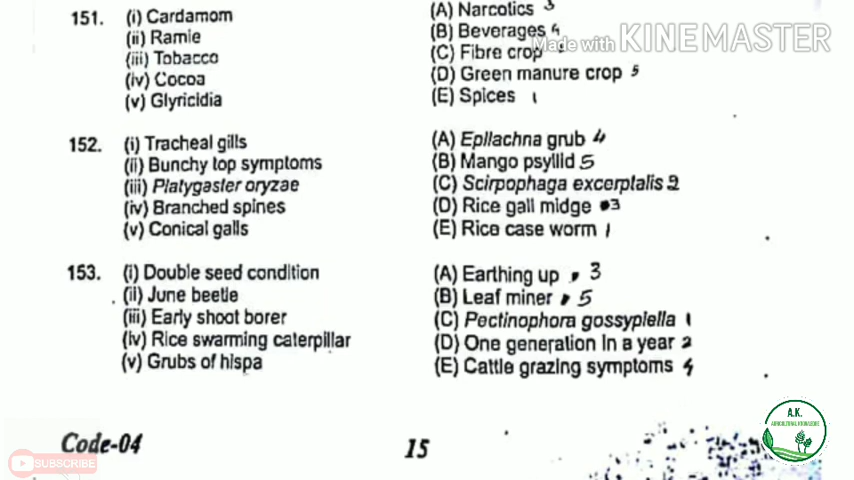 151. (i) Cardamom (A) Narcotics 3
(ii) Ramie (B) Beverages 4
Made with KINEMASTER
(iii) Tobacco (C) Fibre crop
(iv) Cocoa (D) Green manure crop 5
(v) Glyricidia (E) Spices 1
152. (i) Tracheal gills (A) Epilachna grub 4
(ii) Bunchy top symptoms (B) Mango psyllid 5
(iii) Platygaster oryzae (C) Scirpophaga excerptalis 2
(iv) Branched spines (D) Rice gall midge 3
(v) Conical galls (E) Rice case worm 1
153. (i) Double seed condition (A) Earthing up 3
(ii) June beetle (B) Leaf miner 5
(iii) Early shoot borer (C) Pectinophora gossypiella 1
(iv) Rice swarming caterpillar (D) One generation in a year 2
(v) Grubs of hispa (E) Cattle grazing symptoms 4
Code-04 15
SUBSCRIBE
A.K.
AGRICULTURAL KNOWLEDGE